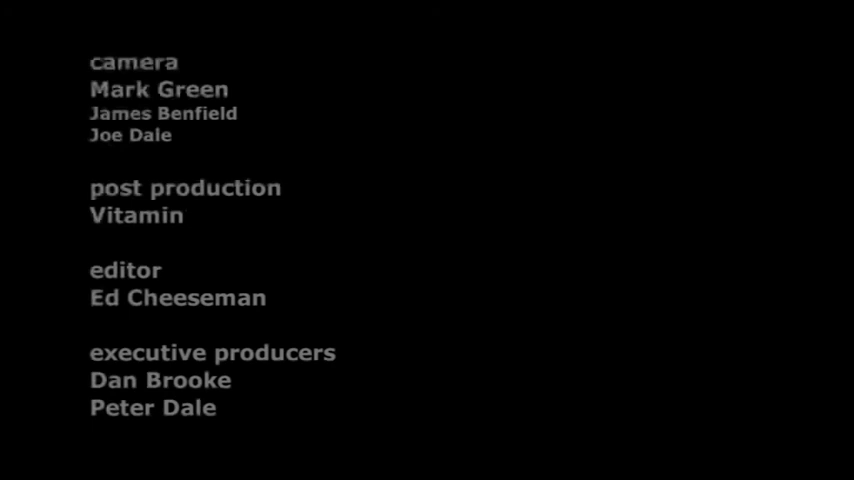 camera
Mark Green
James Benfield
Joe Dale
post production
Vitamin
editor
Ed Cheeseman
executive producers
Dan Brooke
Peter Dale